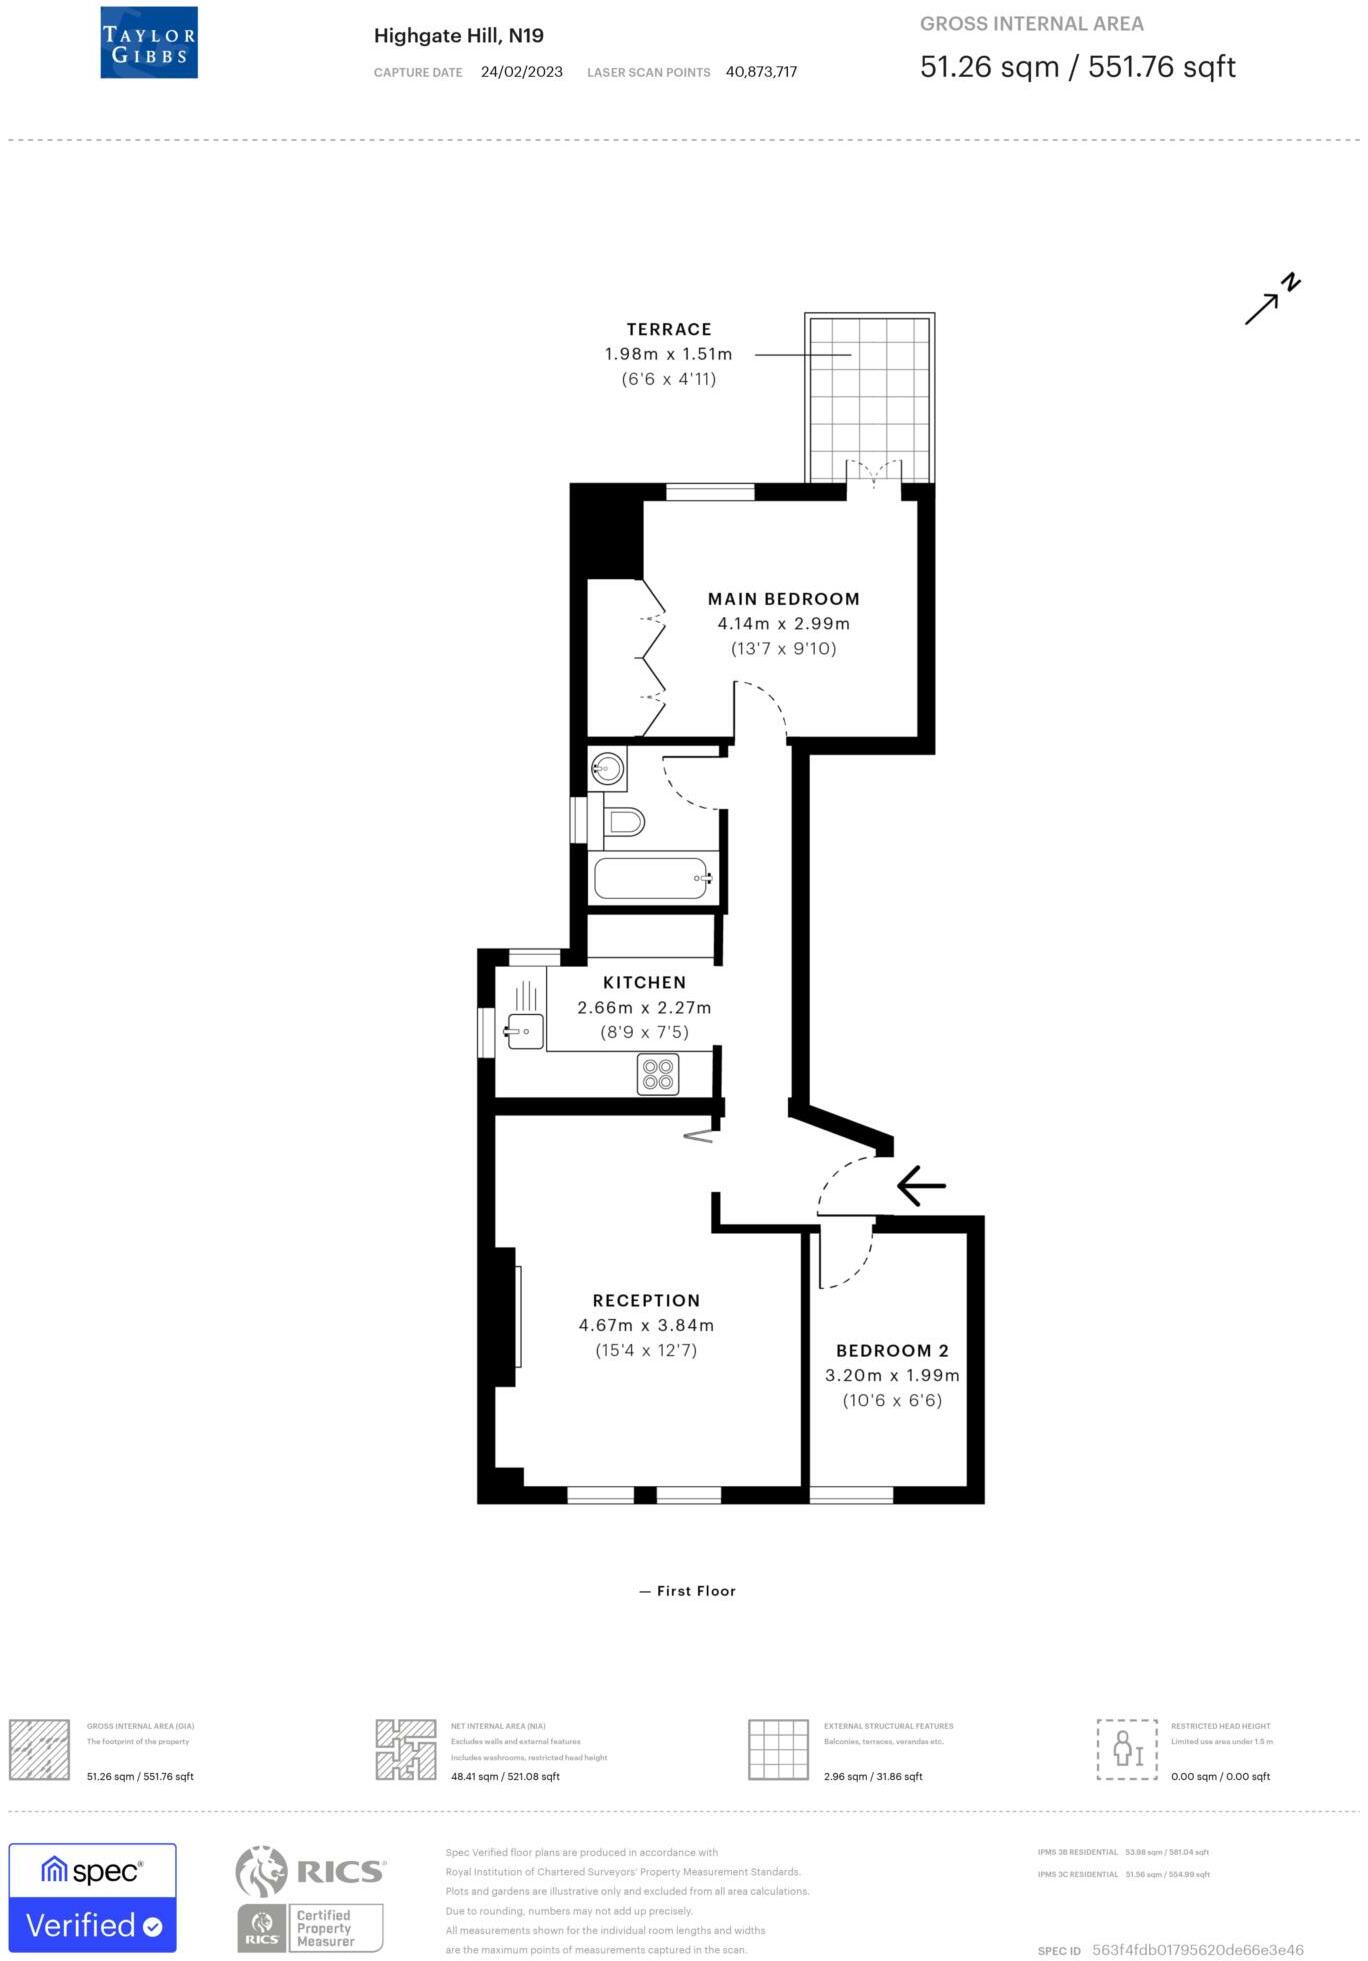 TAYLOR
GIBBS
Highgate Hill, N19
CAPTURE DATE 24/02/2023 LASER SCAN POINTS 40,873,717
GROSS INTERNAL AREA
51.26 sqm / 551.76 sqft
N
TERRACE
1.98m x 1.51m
(6'6 x 4'11)
MAIN BEDROOM
4.14m x 2.99m
(13'7 x 9'10)
KITCHEN
2.66m x 2.27m
(8'9 x 7'5)
RECEPTION
4.67m x 3.84m
(15'4 x 12'7)
BEDROOM 2
3.20m x 1.99m
(10'6 x 6'6)
— First Floor
GROSS INTERNAL AREA (GIA)
The footprint of the property
51.26 sqm / 551.76 sqft
NET INTERNAL AREA (NIA)
Excludes walls and external features
Includes washrooms, restricted head height
48.41 sqm / 521.08 sqft
EXTERNAL STRUCTURAL FEATURES
Balconies, terraces, verandas etc.
2.96 sqm / 31.86 sqft
RESTRICTED HEAD HEIGHT
Limited use area under 1.5 m
0.00 sqm / 0.00 sqft
spec®
Verified
RICS®
RICS
Certified
Property
Measurer
Spec Verified floor plans are produced in accordance with
Royal Institution of Chartered Surveyors' Property Measurement Standards.
Plots and gardens are illustrative only and excluded from all area calculations.
Due to rounding, numbers may not add up precisely.
All measurements shown for the individual room lengths and widths
are the maximum points of measurements captured in the scan.
IPMS 3B RESIDENTIAL 53.98 sqm / 581.04 sqft
IPMS 3C RESIDENTIAL 51.56 sqm / 554.99 sqft
SPEC ID 563f4fdb01795620de66e3e46